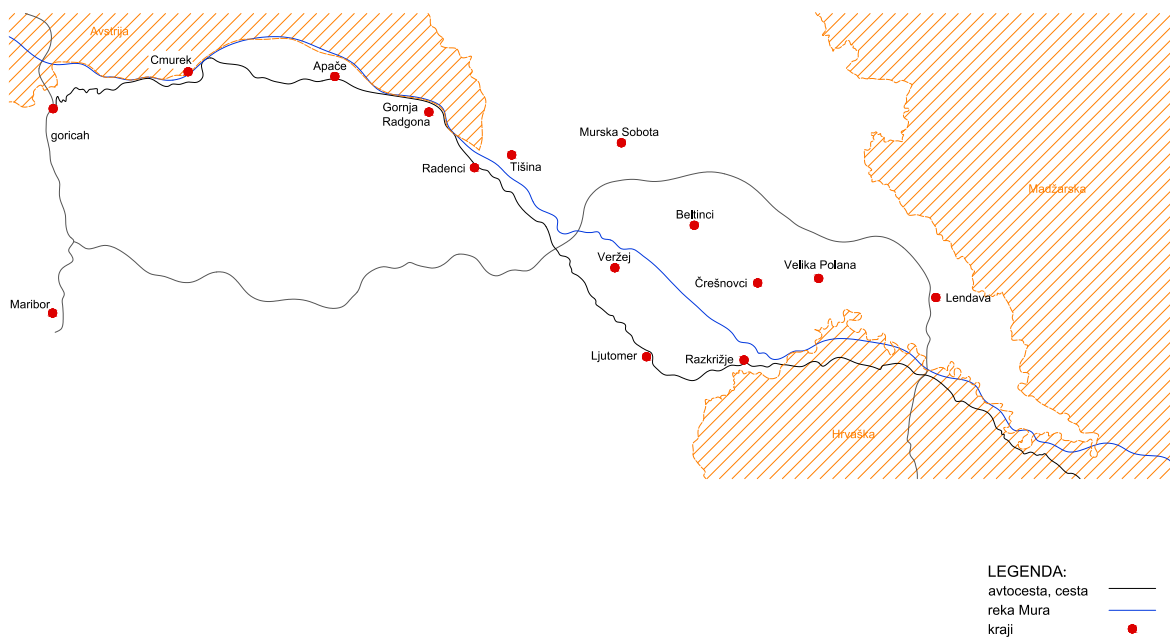 Avstrija
Cmurek
Apače
goricah
Gornja
Radgona
Murska Sobota
Radenci
Tišina
Madžarska
Beltinci
Veržej
Velika Polana
Črešnovci
Maribor
Lendava
Ljutomer
Razkrižje
Hrvaška
LEGENDA:
avtocesta, cesta
reka Mura
kraji